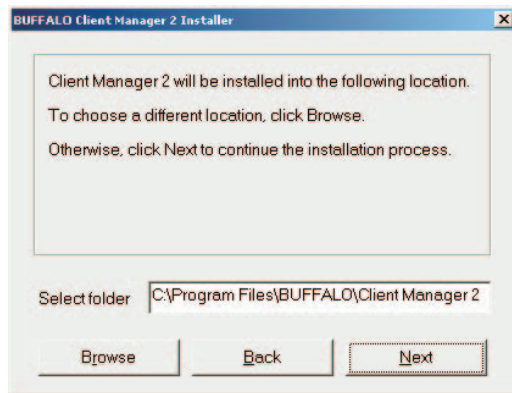 BUFFALO Client Manager 2 Installer
Client Manager 2 will be installed into the following location.
To choose a different location, click Browse.
Otherwise, click Next to continue the installation process.
Select folder C:\Program Files\BUFFALO\Client Manager 2
Browse Back Next